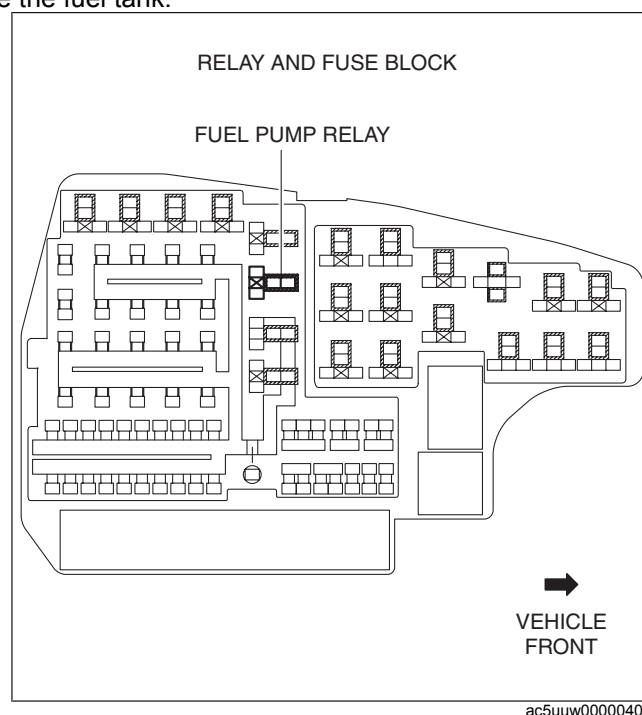 e the fuel tank.
RELAY AND FUSE BLOCK
FUEL PUMP RELAY
VEHICLE
FRONT
ac5uuw0000040